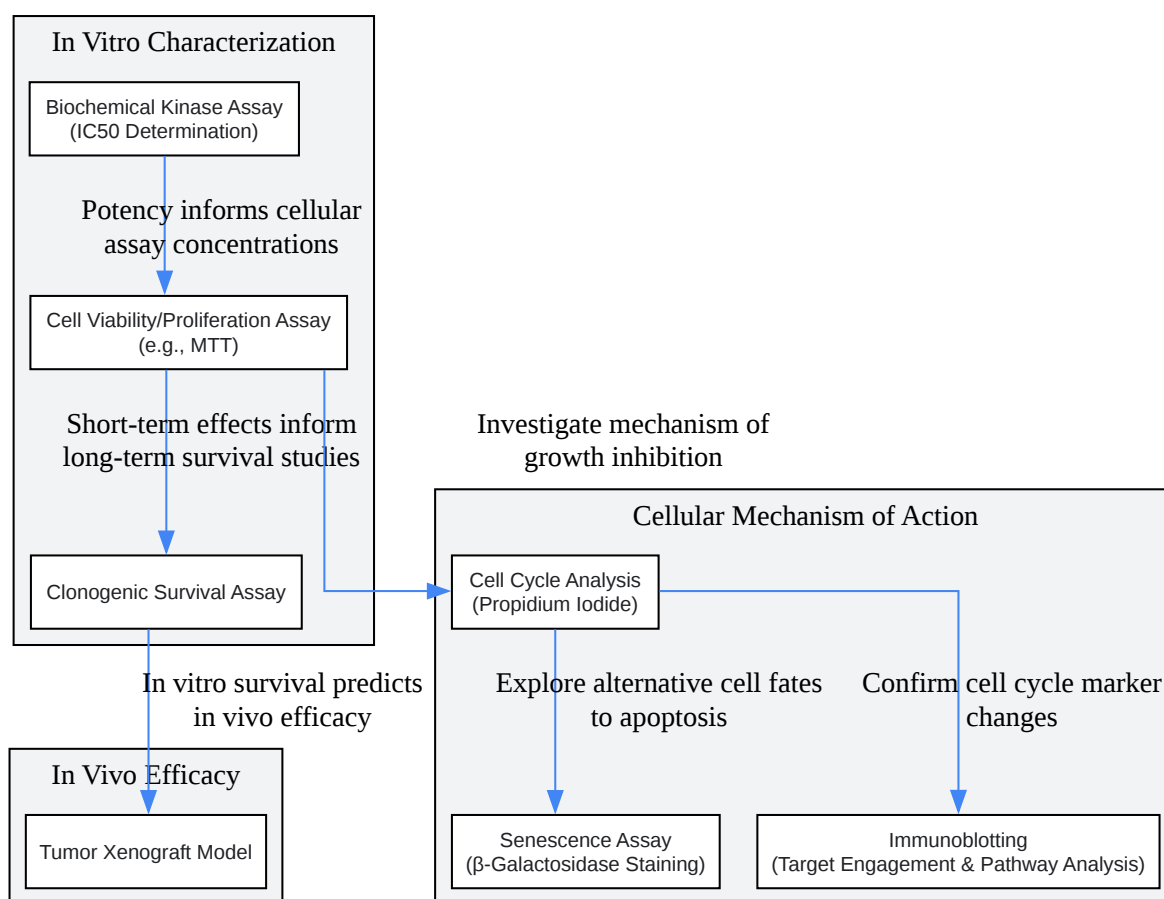 In Vitro Characterization
Biochemical Kinase Assay
(IC50 Determination)
Potency informs cellular
assay concentrations
Cell Viability/Proliferation Assay
(e.g., MTT)
Short-term effects inform
long-term survival studies
Investigate mechanism of
growth inhibition
Clonogenic Survival Assay
Cellular Mechanism of Action
Cell Cycle Analysis
(Propidium Iodide)
In vitro survival predicts
in vivo efficacy
Explore alternative cell fates
to apoptosis
Confirm cell cycle marker
changes
In Vivo Efficacy
Tumor Xenograft Model
Senescence Assay
(β-Galactosidase Staining)
Immunoblotting
(Target Engagement & Pathway Analysis)